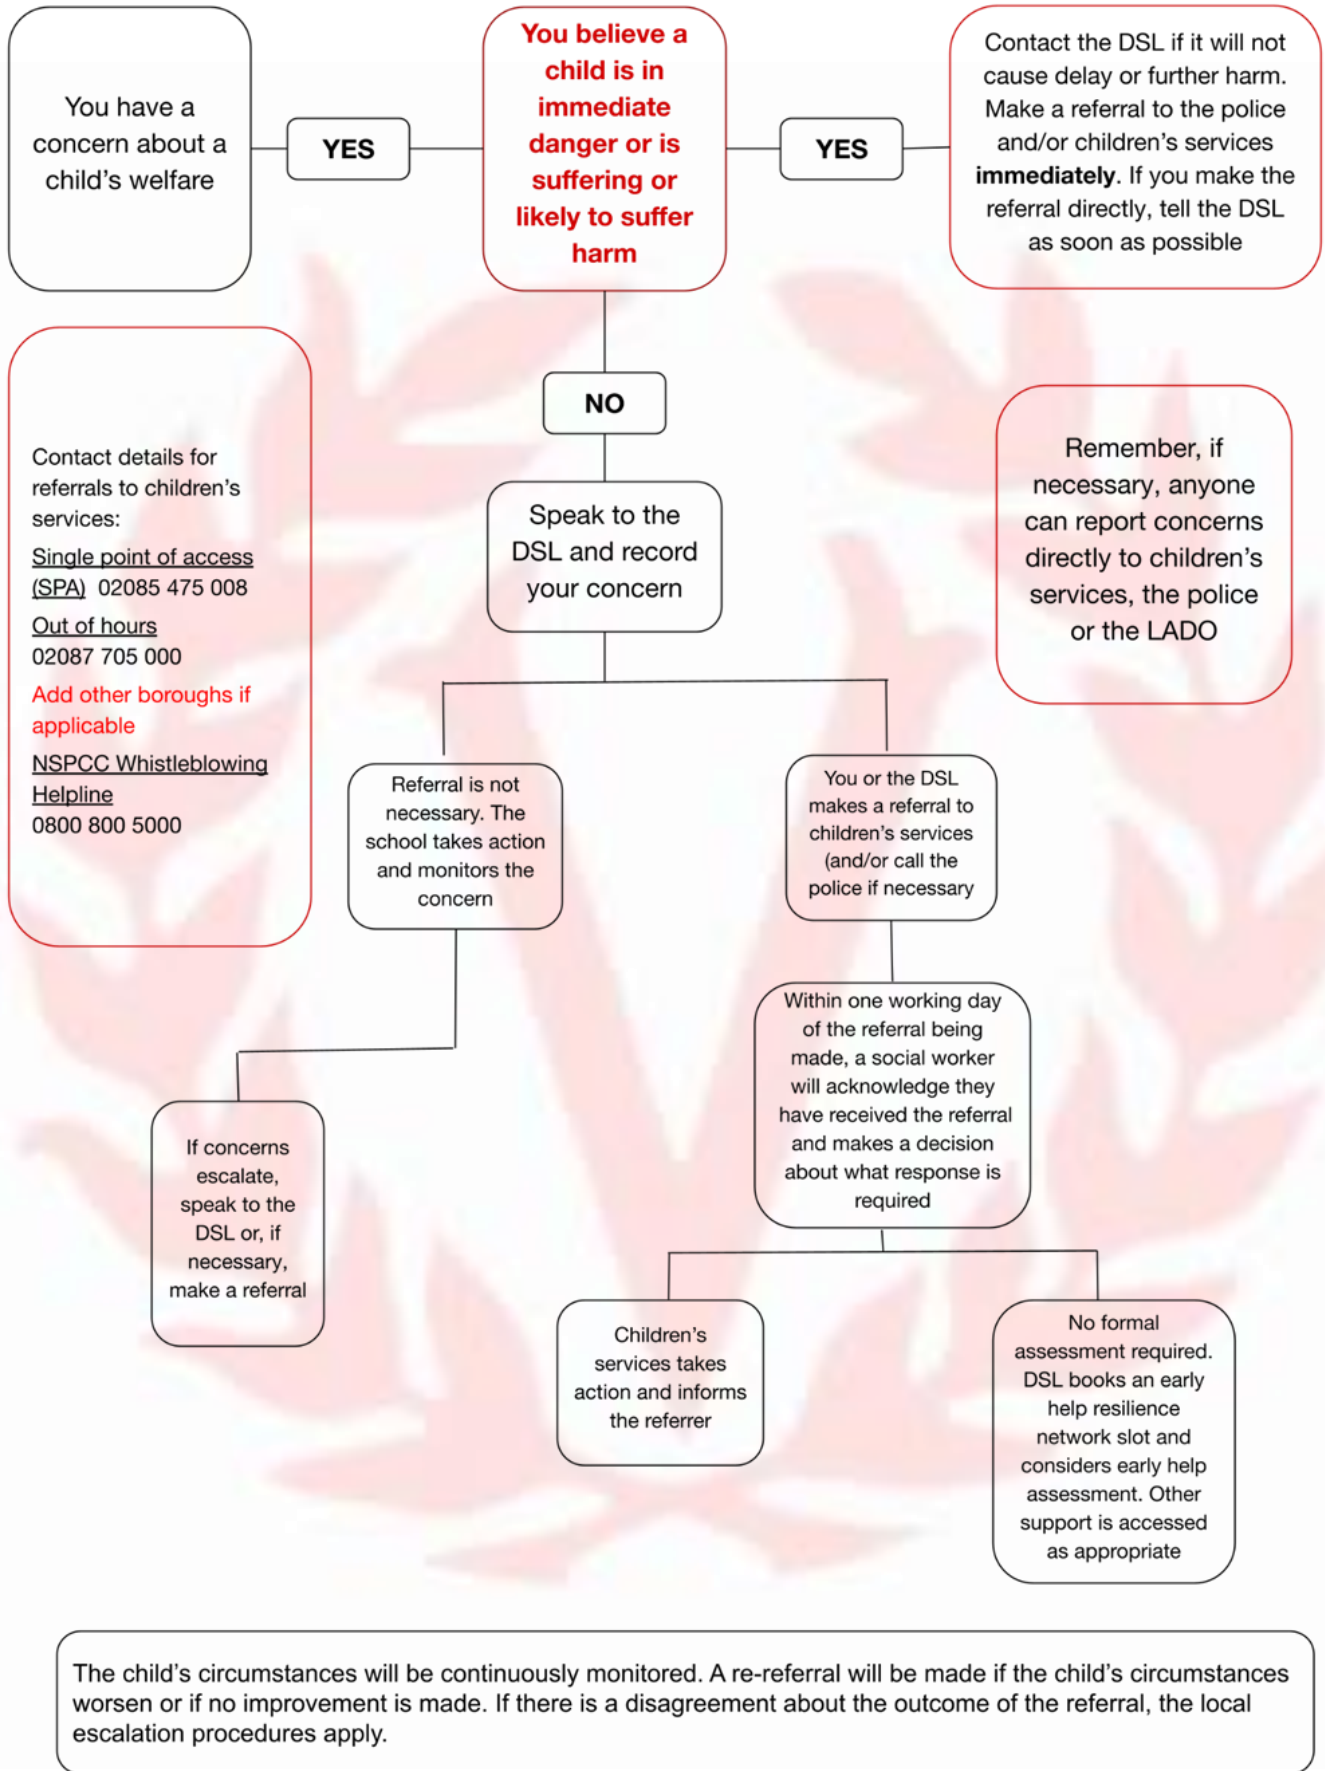 You have a
concern about a
child's welfare
YES
You believe a
child is in
immediate
danger or is
suffering or
likely to suffer
harm
YES
Contact the DSL if it will not
cause delay or further harm.
Make a referral to the police
and/or children's services
immediately. If you make the
referral directly, tell the DSL
as soon as possible
NO
Contact details for
referrals to children's
services:
Single point of access
(SPA) 02085 475 008
Out of hours
02087 705 000
Add other boroughs if
applicable
NSPCC Whistleblowing
Helpline
0800 800 5000
Speak to the
DSL and record
your concern
Remember, if
necessary, anyone
can report concerns
directly to children's
services, the police
or the LADO
Referral is not
necessary. The
school takes action
and monitors the
concern
You or the DSL
makes a referral to
children's services
(and/or call the
police if necessary
Within one working day
of the referral being
made, a social worker
will acknowledge they
have received the referral
and makes a decision
about what response is
required
If concerns
escalate,
speak to the
DSL or, if
necessary,
make a referral
Children's
services takes
action and informs
the referrer
No formal
assessment required.
DSL books an early
help resilience
network slot and
considers early help
assessment. Other
support is accessed
as appropriate
The child's circumstances will be continuously monitored. A re-referral will be made if the child's circumstances
worsen or if no improvement is made. If there is a disagreement about the outcome of the referral, the local
escalation procedures apply.